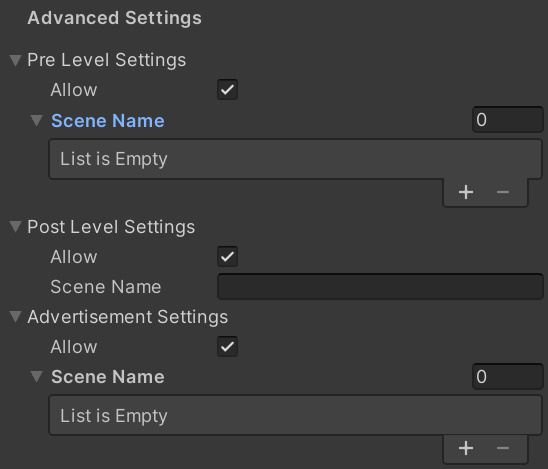 Advanced Settings
Pre Level Settings
Allow
Scene Name 0
List is Empty
Post Level Settings
Allow
Scene Name
Advertisement Settings
Allow
Scene Name 0
List is Empty